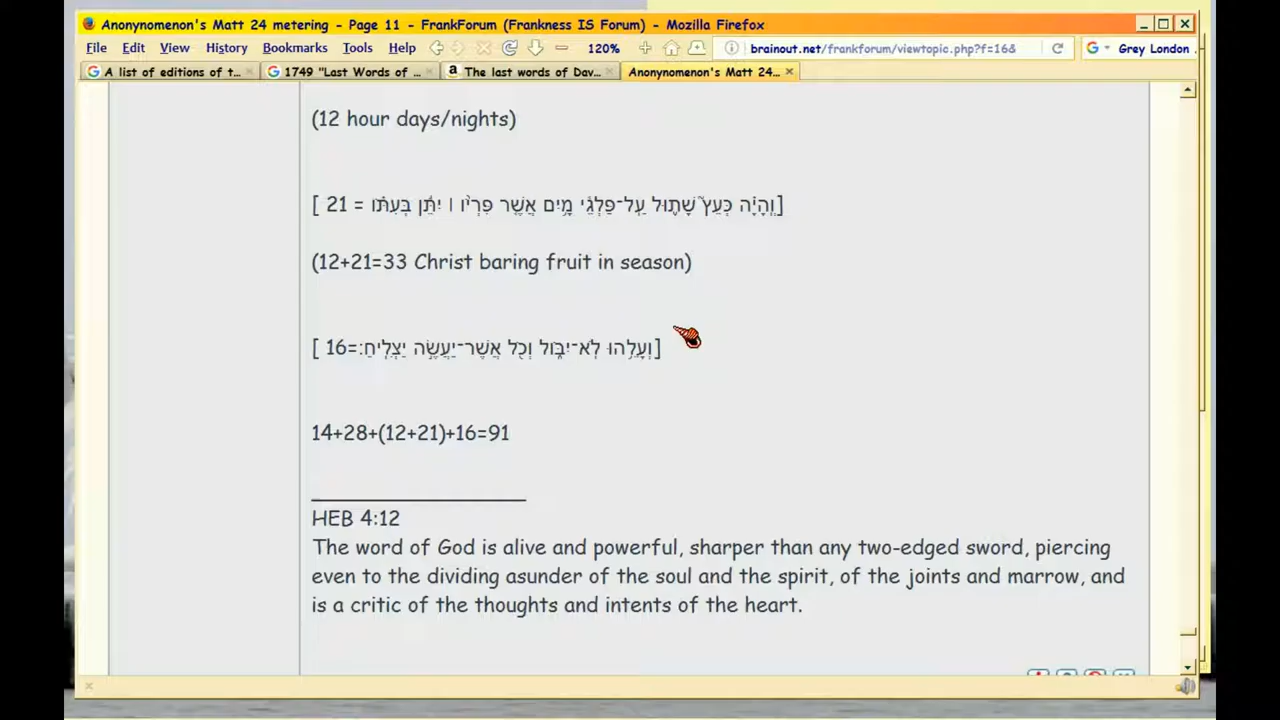 Anonynomenon's Matt 24 metering - Page 11 - FrankForum (Frankness IS Forum) - Mozilla Firefox
File Edit View History Bookmarks Tools Help 120% brainout.net/frankforum/viewtopic.php?f=16& Grey London
A list of editions of t... 1749 "Last Words of ... The last words of Dav... Anonynomenon's Matt 24...
(12 hour days/nights)
[ 21 = וְֽהָיָ֗ה כְּעֵץ֮ שָׁת֪וּל עַֽל־פַּלְגֵ֫י מָ֥יִם אֲשֶׁ֤ר פִּרְי֨וֹ ׀ יִתֵּ֬ן בְּעִתּ֗וֹ]
(12+21=33 Christ baring fruit in season)
[ 16=וְעָלֵ֥הוּ לֹֽא־יִבּ֑וֹל וְכֹ֖ל אֲשֶׁר־יַעֲשֶׂ֣ה יַצְלִֽיחַ׃]
14+28+(12+21)+16=91
HEB 4:12
The word of God is alive and powerful, sharper than any two-edged sword, piercing
even to the dividing asunder of the soul and the spirit, of the joints and marrow, and
is a critic of the thoughts and intents of the heart.